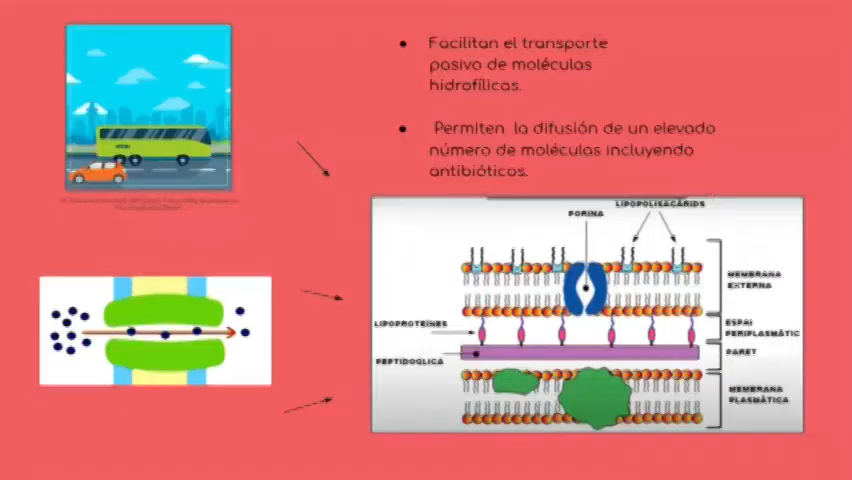 • Facilitan el transporte
pasivo de moléculas
hidrofílicas.
• Permiten la difusión de un elevado
número de moléculas incluyendo
antibióticos.
LIPOPOLISACÀRIDS
PORINA
MEMBRANA
EXTERNA
LIPOPROTEÏNES
ESPAI
PERIPLASMÀTIC
PARET
PEPTIDOGLICÀ
MEMBRANA
PLASMÀTICA